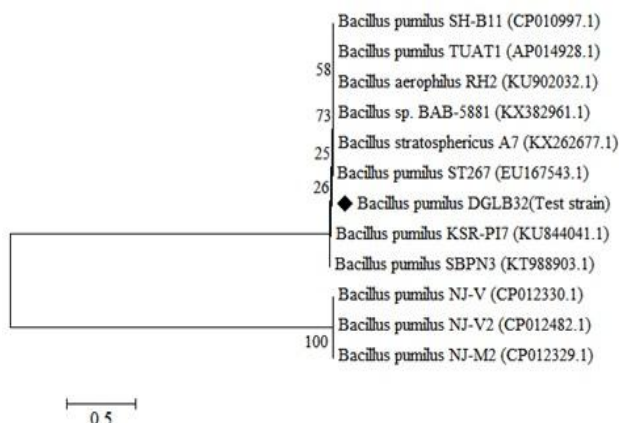 Bacillus pumilus SH-B11 (CP010997.1)
Bacillus pumilus TUAT1 (AP014928.1)
58
Bacillus aerophilus RH2 (KU902032.1)
73
Bacillus sp. BAB-5881 (KX382961.1)
Bacillus stratosphericus A7 (KX262677.1)
25
Bacillus pumilus ST267 (EU167543.1)
26
Bacillus pumilus DGLB32(Test strain)
Bacillus pumilus KSR-PI7 (KU844041.1)
Bacillus pumilus SBPN3 (KT988903.1)
Bacillus pumilus NJ-V (CP012330.1)
Bacillus pumilus NJ-V2 (CP012482.1)
100
Bacillus pumilus NJ-M2 (CP012329.1)
0.5